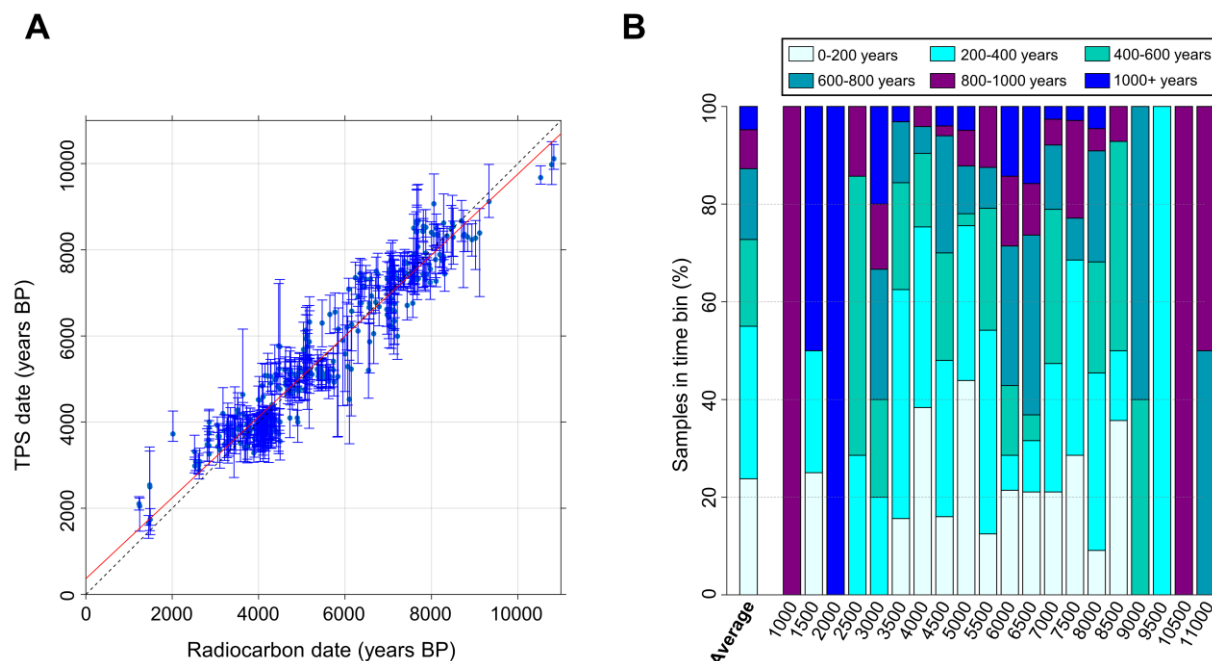 A
10000
8000
6000
4000
2000
0
TPS date (years BP)
0 2000 4000 6000 8000 10000
Radiocarbon date (years BP)
B
0-200 years 200-400 years 400-600 years
600-800 years 800-1000 years 1000+ years
100
80
60
40
20
0
Samples in time bin (%)
Average 1000 1500 2000 2500 3000 3500 4000 4500 5000 5500 6000 6500 7000 7500 8000 8500 9000 9500 10500 11000